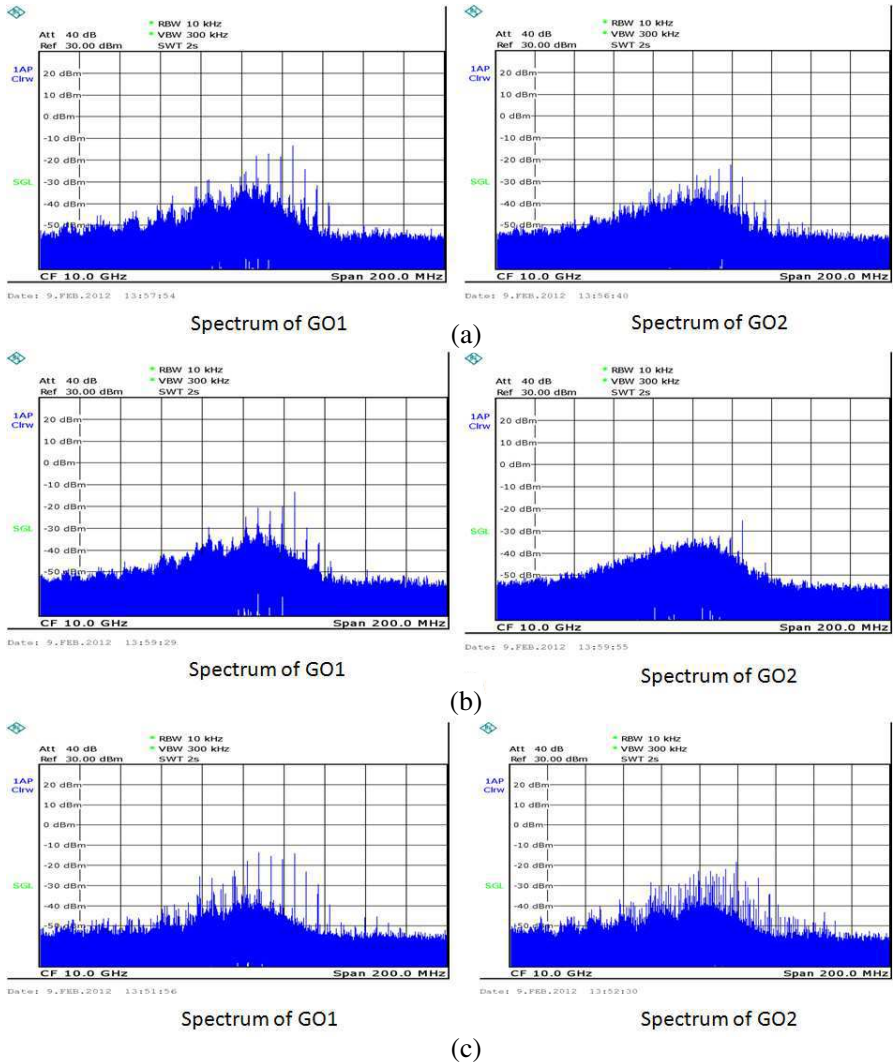 * RBW 10 kHz
Att 40 dB * VBW 300 kHz
Ref 30.00 dBm SWT 2s
1AP
Clrw
20 dBm
10 dBm
0 dBm
-10 dBm
-20 dBm
SGL -30 dBm
-40 dBm
-50
CF 10.0 GHz Span 200.0 MHz
Date: 9.FEB.2012 13:57:54
Spectrum of GO1
* RBW 10 kHz
Att 40 dB * VBW 300 kHz
Ref 30.00 dBm SWT 2s
1AP
Clrw
20 dBm
10 dBm
0 dBm
-10 dBm
-20 dBm
SGL -30 dBm
-40 dBm
-50 dBm
CF 10.0 GHz Span 200.0 MHz
Date: 9.FEB.2012 13:56:40
Spectrum of GO2
(a)
* RBW 10 kHz
Att 40 dB * VBW 300 kHz
Ref 30.00 dBm SWT 2s
1AP
Clrw
20 dBm
10 dBm
0 dBm
-10 dBm
-20 dBm
SGL -30 dBm
-40 dBm
-50 dBm
CF 10.0 GHz Span 200.0 MHz
Date: 9.FEB.2012 13:59:29
Spectrum of GO1
* RBW 10 kHz
Att 40 dB * VBW 300 kHz
Ref 30.00 dBm SWT 2s
1AP
Clrw
20 dBm
10 dBm
0 dBm
-10 dBm
-20 dBm
SGL -30 dBm
-40 dBm
-50 dBm
CF 10.0 GHz Span 200.0 MHz
Date: 9.FEB.2012 13:59:55
Spectrum of GO2
(b)
* RBW 10 kHz
Att 40 dB * VBW 300 kHz
Ref 30.00 dBm SWT 2s
1AP
Clrw
20 dBm
10 dBm
0 dBm
-10 dBm
-20 dBm
SGL -30 dBm
-40 dBm
CF 10.0 GHz Span 200.0 MHz
Date: 9.FEB.2012 13:51:56
Spectrum of GO1
* RBW 10 kHz
Att 40 dB * VBW 300 kHz
Ref 30.00 dBm SWT 2s
1AP
Clrw
20 dBm
10 dBm
0 dBm
-10 dBm
-20 dBm
SGL -30 dBm
-40 dBm
CF 10.0 GHz Span 200.0 MHz
Date: 9.FEB.2012 13:52:30
Spectrum of GO2
(c)